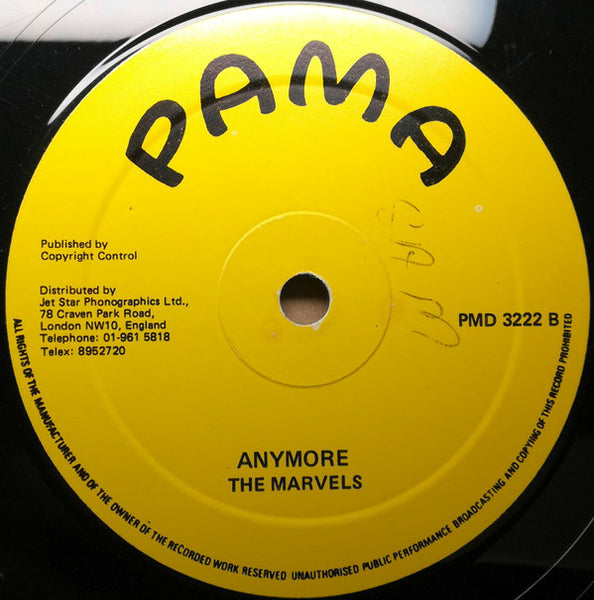 PAMA
Published by
Copyright Control
Distributed by
Jet Star Phonographics Ltd.,
78 Craven Park Road,
London NW10, England
Telephone: 01-961 5818
Telex: 8952720
PMD 3222 B
ANYMORE
THE MARVELS
ALL RIGHTS OF THE MANUFACTURER AND OF THE OWNER OF THE RECORDED WORK RESERVED UNAUTHORISED PUBLIC PERFORMANCE BROADCASTING AND COPYING OF THIS RECORD PROHIBITED